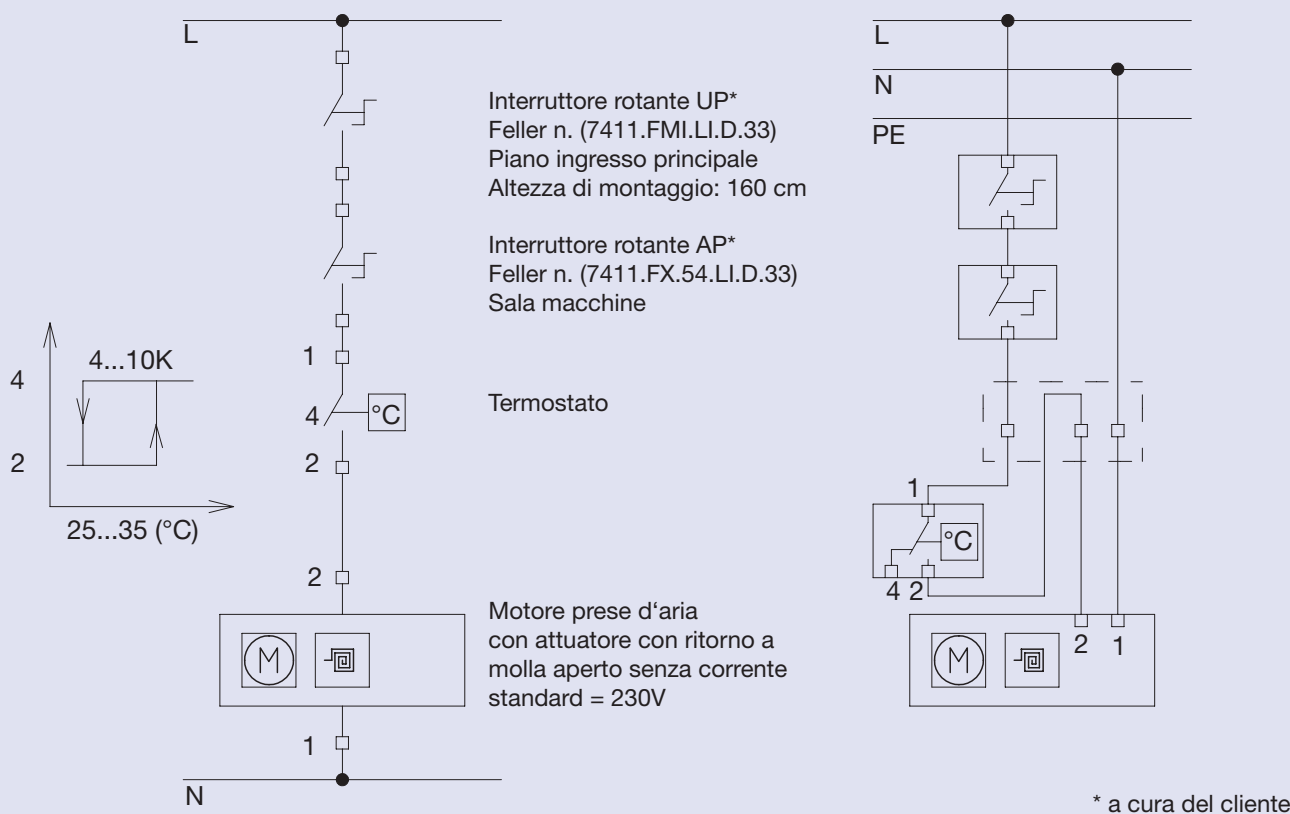 L
Interruttore rotante UP*
Feller n. (7411.FMI.LI.D.33)
Piano ingresso principale
Altezza di montaggio: 160 cm
Interruttore rotante AP*
Feller n. (7411.FX.54.LI.D.33)
Sala macchine
4...10K
4
2
25...35 (°C)
1
4
°C
Termostato
2
2
M
Motore prese d‘aria
con attuatore con ritorno a
molla aperto senza corrente
standard = 230V
1
N
L
N
PE
1
°C
4 2
2 1
M
* a cura del cliente